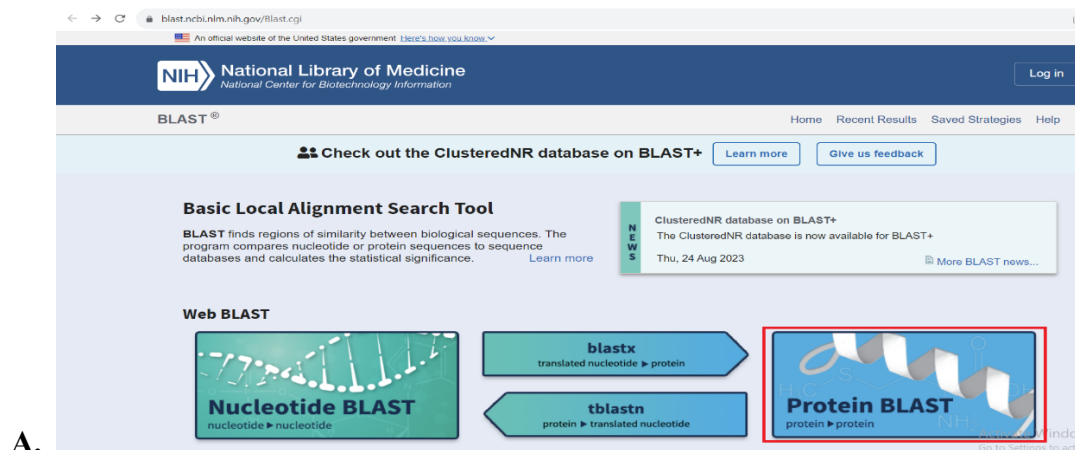 blast.ncbi.nlm.nih.gov/Blast.cgi
An official website of the United States government Here's how you know
NIH National Library of Medicine
National Center for Biotechnology Information
Log in
BLAST ®
Home Recent Results Saved Strategies Help
Check out the ClusteredNR database on BLAST+ Learn more Give us feedback
Basic Local Alignment Search Tool
BLAST finds regions of similarity between biological sequences. The
program compares nucleotide or protein sequences to sequence
databases and calculates the statistical significance. Learn more
NEWS
ClusteredNR database on BLAST+
The ClusteredNR database is now available for BLAST+
Thu, 24 Aug 2023
More BLAST news...
Web BLAST
Nucleotide BLAST
nucleotide ▶ nucleotide
blastx
translated nucleotide ▶ protein
tblastn
protein ▶ translated nucleotide
Protein BLAST
protein ▶ protein
H₃C
S
O
OH
NH
A.